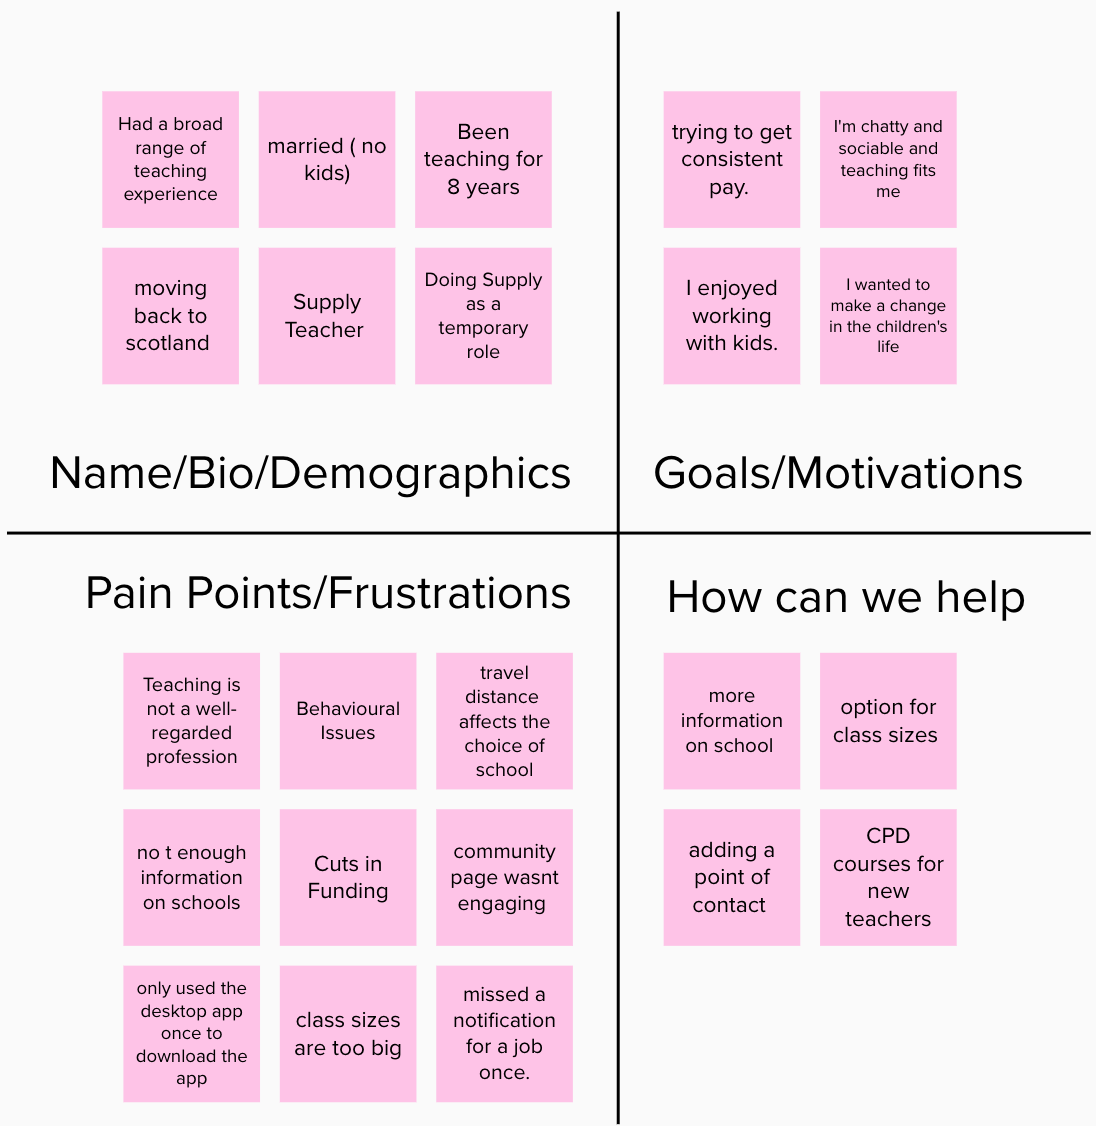 Had a broad
range of
teaching
experience
married ( no
kids)
Been
teaching for
8 years
moving
back to
scotland
Supply
Teacher
Doing Supply
as a
temporary
role
Name/Bio/Demographics
trying to get
consistent
pay.
I'm chatty and
sociable and
teaching fits
me
I enjoyed
working
with kids.
I wanted to
make a change
in the children's
life
Goals/Motivations
Pain Points/Frustrations
Teaching is
not a well-
regarded
profession
Behavioural
Issues
travel
distance
affects the
choice of
school
no t enough
information
on schools
Cuts in
Funding
community
page wasnt
engaging
only used the
desktop app
once to
download the
app
class sizes
are too big
missed a
notification
for a job
once.
How can we help
more
information
on school
option for
class sizes
adding a
point of
contact
CPD
courses for
new
teachers